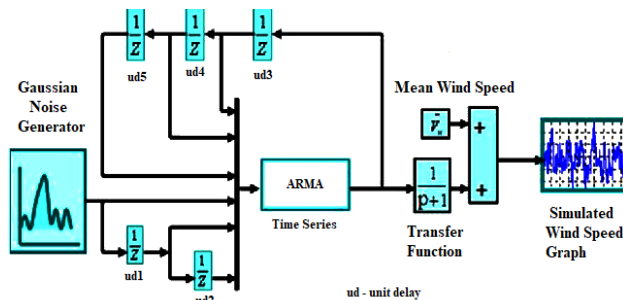 1
Z
1
Z
1
Z
ud5
ud4
ud3
Gaussian
Noise
Generator
Mean Wind Speed
+
+
ARMA
Time Series
1
p+1
Transfer
Function
Simulated
Wind Speed
Graph
1
Z
ud1
1
Z
ud2
ud - unit delay